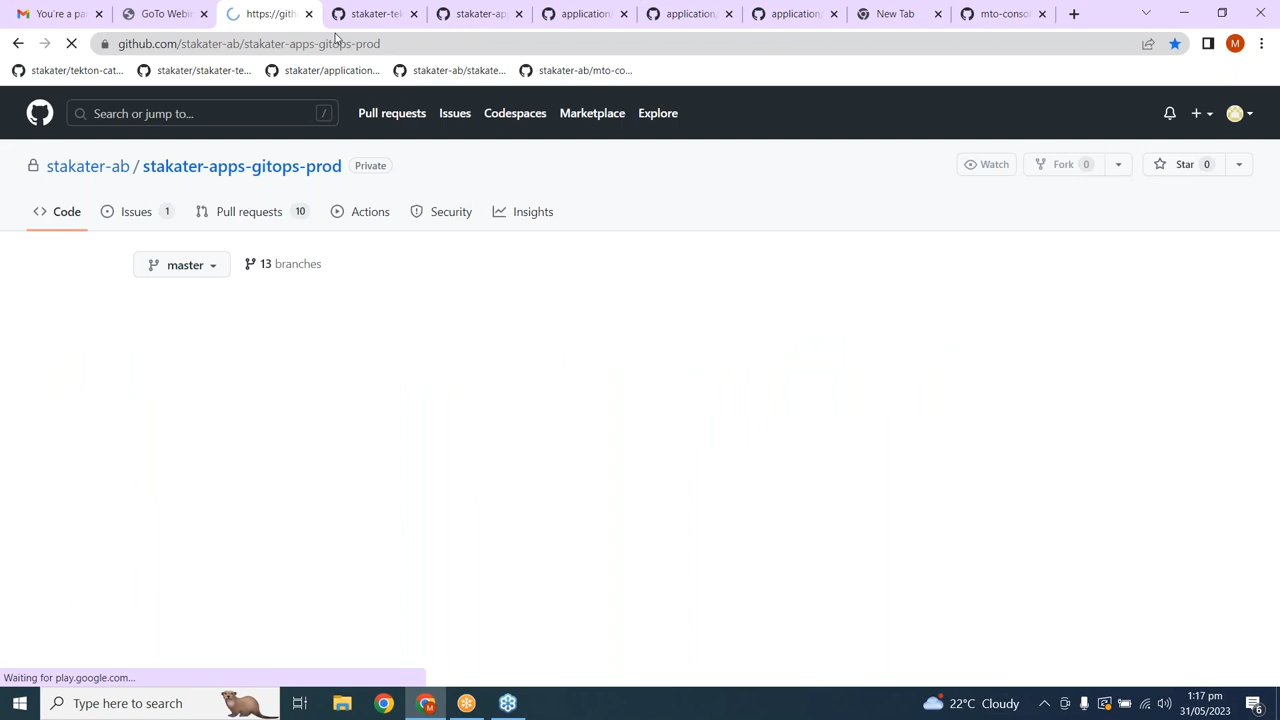 You're a pa
GoTo Webin
https://gith
stakater-tek
stakater-app
application/
application,
application/
New Tab
mto-conso
github.com/stakater-ab/stakater-apps-gitops-prod
stakater/tekton-cat...
stakater/stakater-te...
stakater/application...
stakater-ab/stakate...
stakater-ab/mto-co...
Search or jump to...
/
Pull requests
Issues
Codespaces
Marketplace
Explore
stakater-ab / stakater-apps-gitops-prod
Private
Watch
Fork 0
Star 0
Code
Issues 1
Pull requests 10
Actions
Security
Insights
master
13 branches
Waiting for play.google.com...
Type here to search
M
22°C Cloudy
1:17 pm
31/05/2023
6